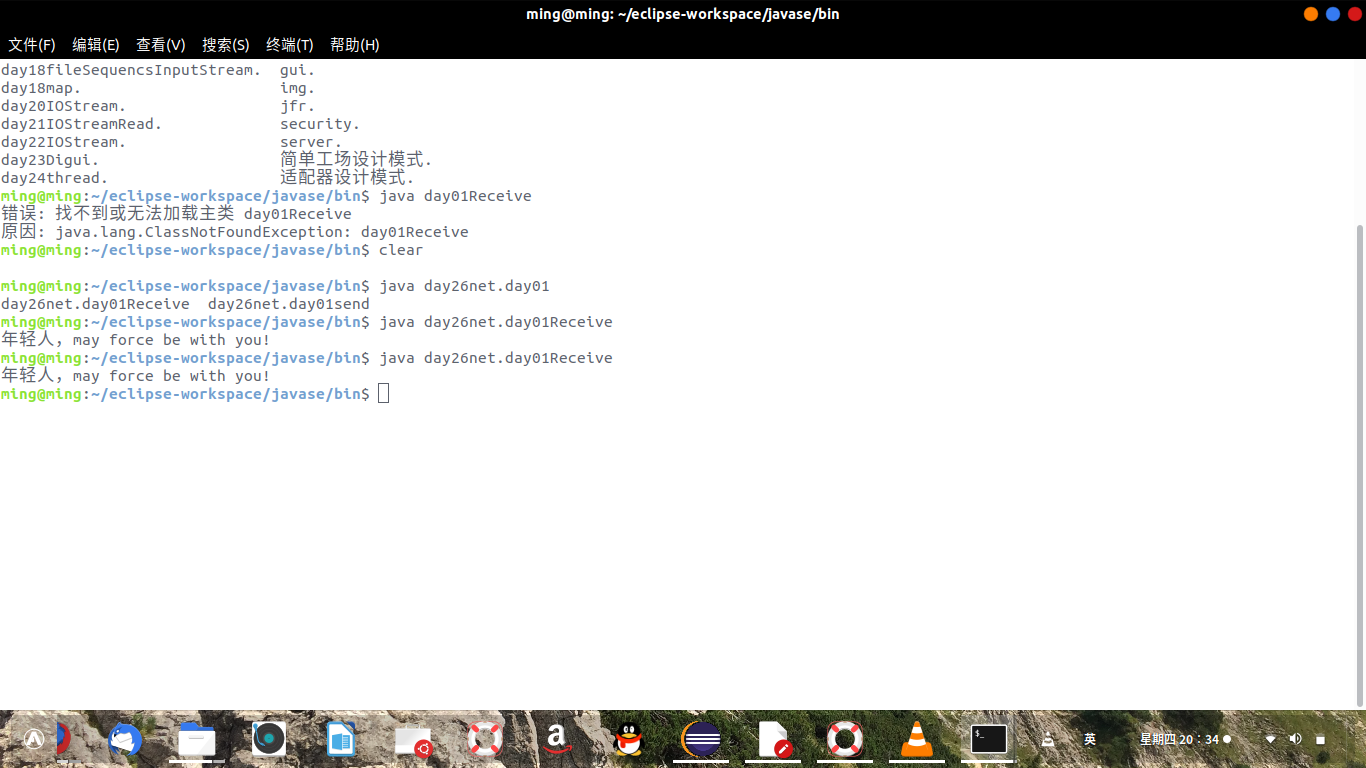 ming@ming: ~/eclipse-workspace/javase/bin
文件(F) 编辑(E) 查看(V) 搜索(S) 终端(T) 帮助(H)
day18fileSequencsInputStream. gui.
day18map. img.
day20IOStream. jfr.
day21IOStreamRead. security.
day22IOStream. server.
day23Digui. 简单工场设计模式.
day24thread. 适配器设计模式.
ming@ming:~/eclipse-workspace/javase/bin$ java day01Receive
错误: 找不到或无法加载主类 day01Receive
原因: java.lang.ClassNotFoundException: day01Receive
ming@ming:~/eclipse-workspace/javase/bin$ clear
ming@ming:~/eclipse-workspace/javase/bin$ java day26net.day01
day26net.day01Receive day26net.day01send
ming@ming:~/eclipse-workspace/javase/bin$ java day26net.day01Receive
年轻人，may force be with you!
ming@ming:~/eclipse-workspace/javase/bin$ java day26net.day01Receive
年轻人，may force be with you!
ming@ming:~/eclipse-workspace/javase/bin$
a
$_
英
星期四 20：34